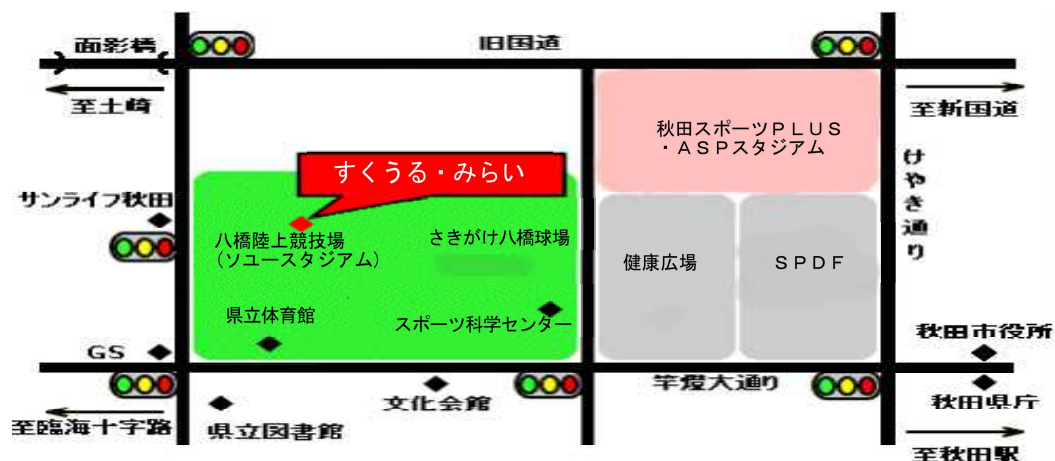 面影橋
旧国道
至土崎
至新国道
秋田スポーツＰＬＵＳ
・ＡＳＰスタジアム
すくうる・みらい
けやき通り
サンライフ秋田
八橋陸上競技場
（ソユースタジアム）
さきがけ八橋球場
健康広場
ＳＰＤＦ
県立体育館
スポーツ科学センター
秋田市役所
GS
竿燈大通り
文化会館
秋田県庁
至臨海十字路
県立図書館
至秋田駅